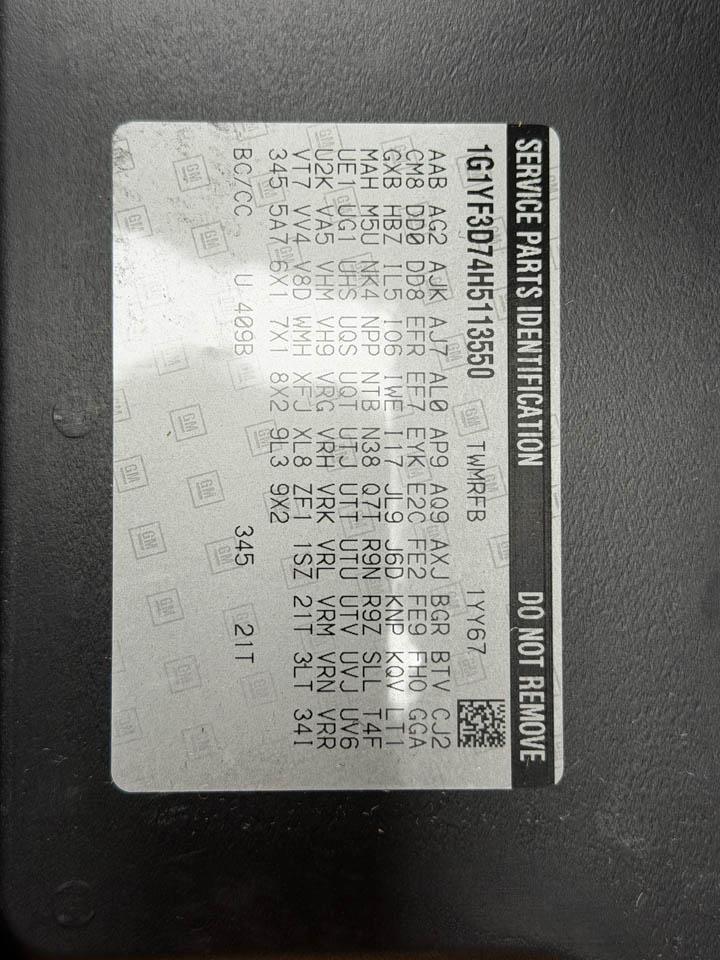 SERVICE PARTS IDENTIFICATION DO NOT REMOVE
1G1YF3D74H5113550 TWMRFB 1YY67
AAB AG2 AJK AJ7 AL0 AP9 AQ9 AXJ BGR BTV CJ2
CM8 DD0 DD8 EFR EF7 EYK E2C FE2 FE9 FHO GGA
GXB HBZ IL5 IO6 IWE I17 JL9 J6D KNP KQV LT1
MAH M5U NK4 NPP NTB N38 Q7T R9N R9Z SLL T4F
UE1 UG1 UHS UQS UQT UTJ UTT UTU UTV UVJ UV6
U2K VA5 VHM VH9 VRG VRH VRK VRL VRM VRN VRR
VT7 VV4 V8D WMH XFJ XL8 ZF1 1SZ 21T 3LT 34I
345 5A7 6X1 7X1 8X2 9L3 9X2
BC/CC U 409B 345 21T